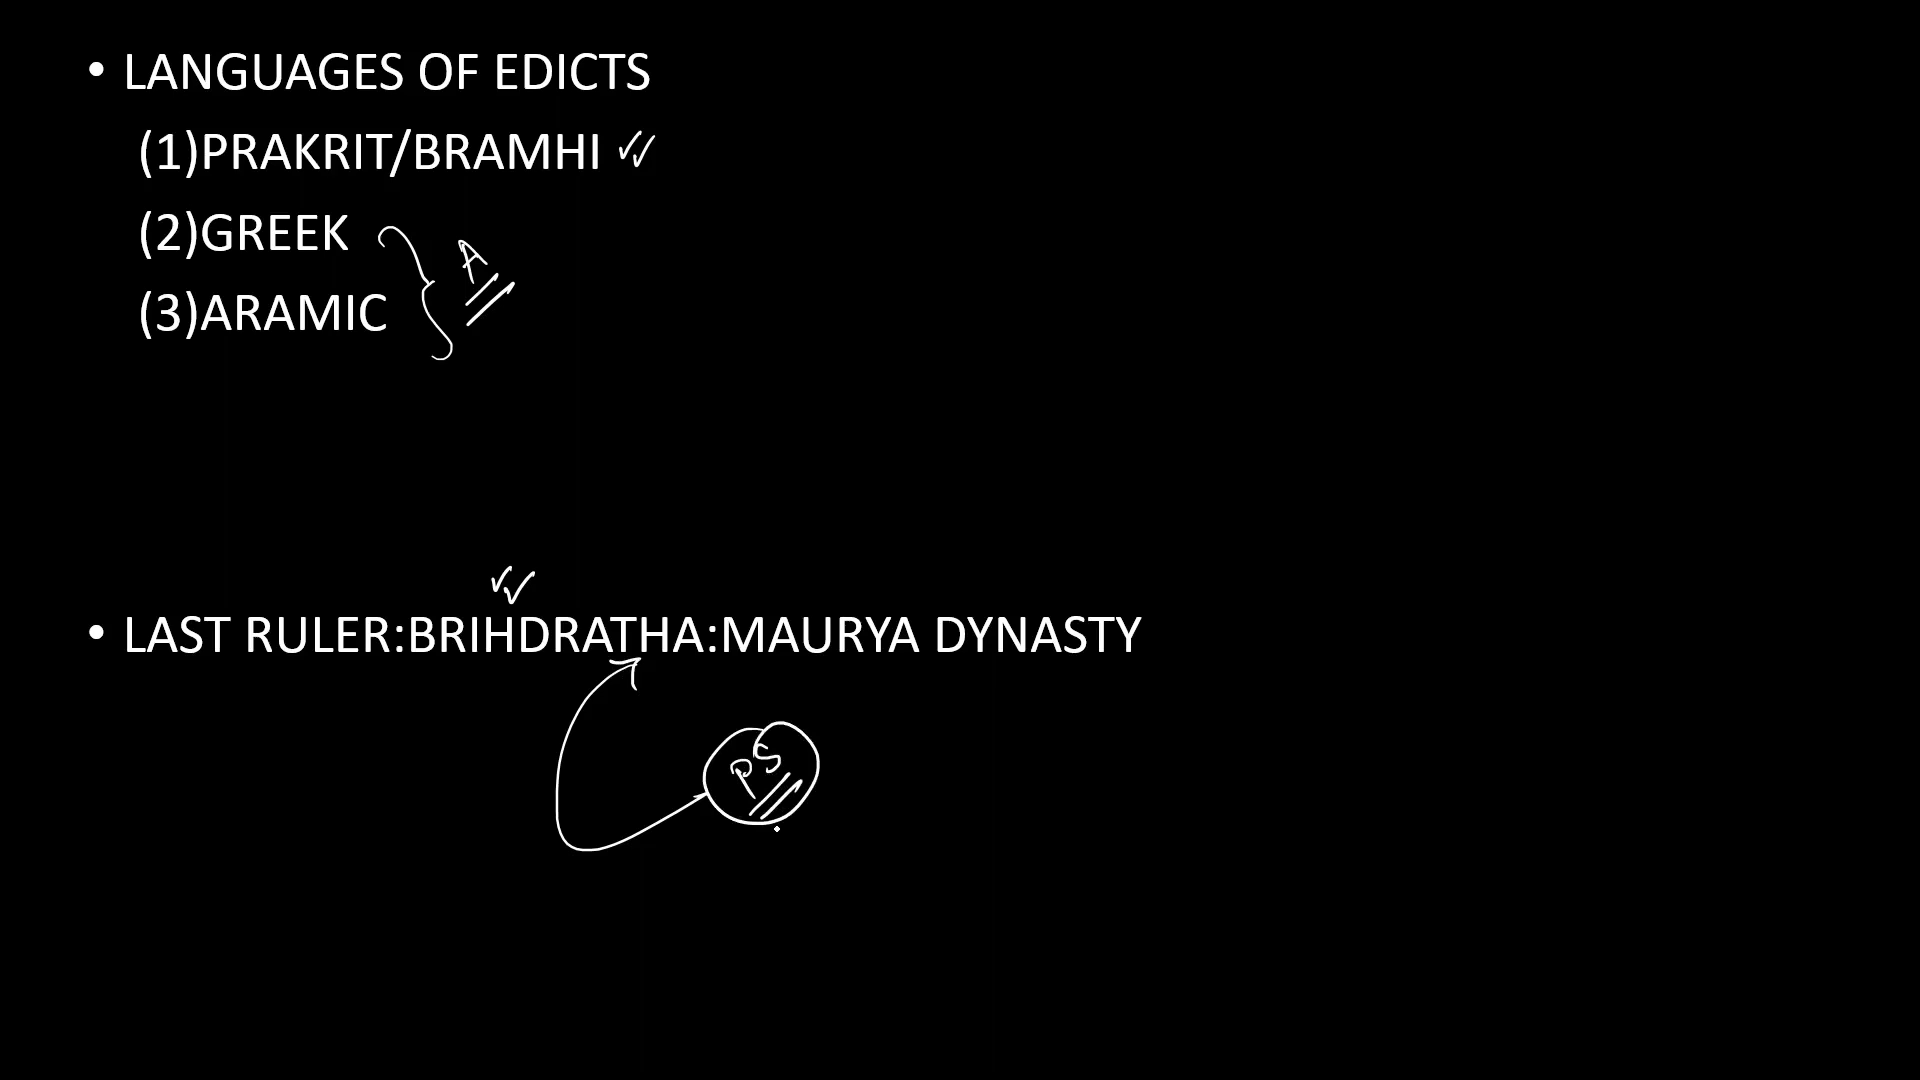 • LANGUAGES OF EDICTS
(1)PRAKRIT/BRAMHI
(2)GREEK
A
(3)ARAMIC
• LAST RULER:BRIHDRATHA:MAURYA DYNASTY
PS